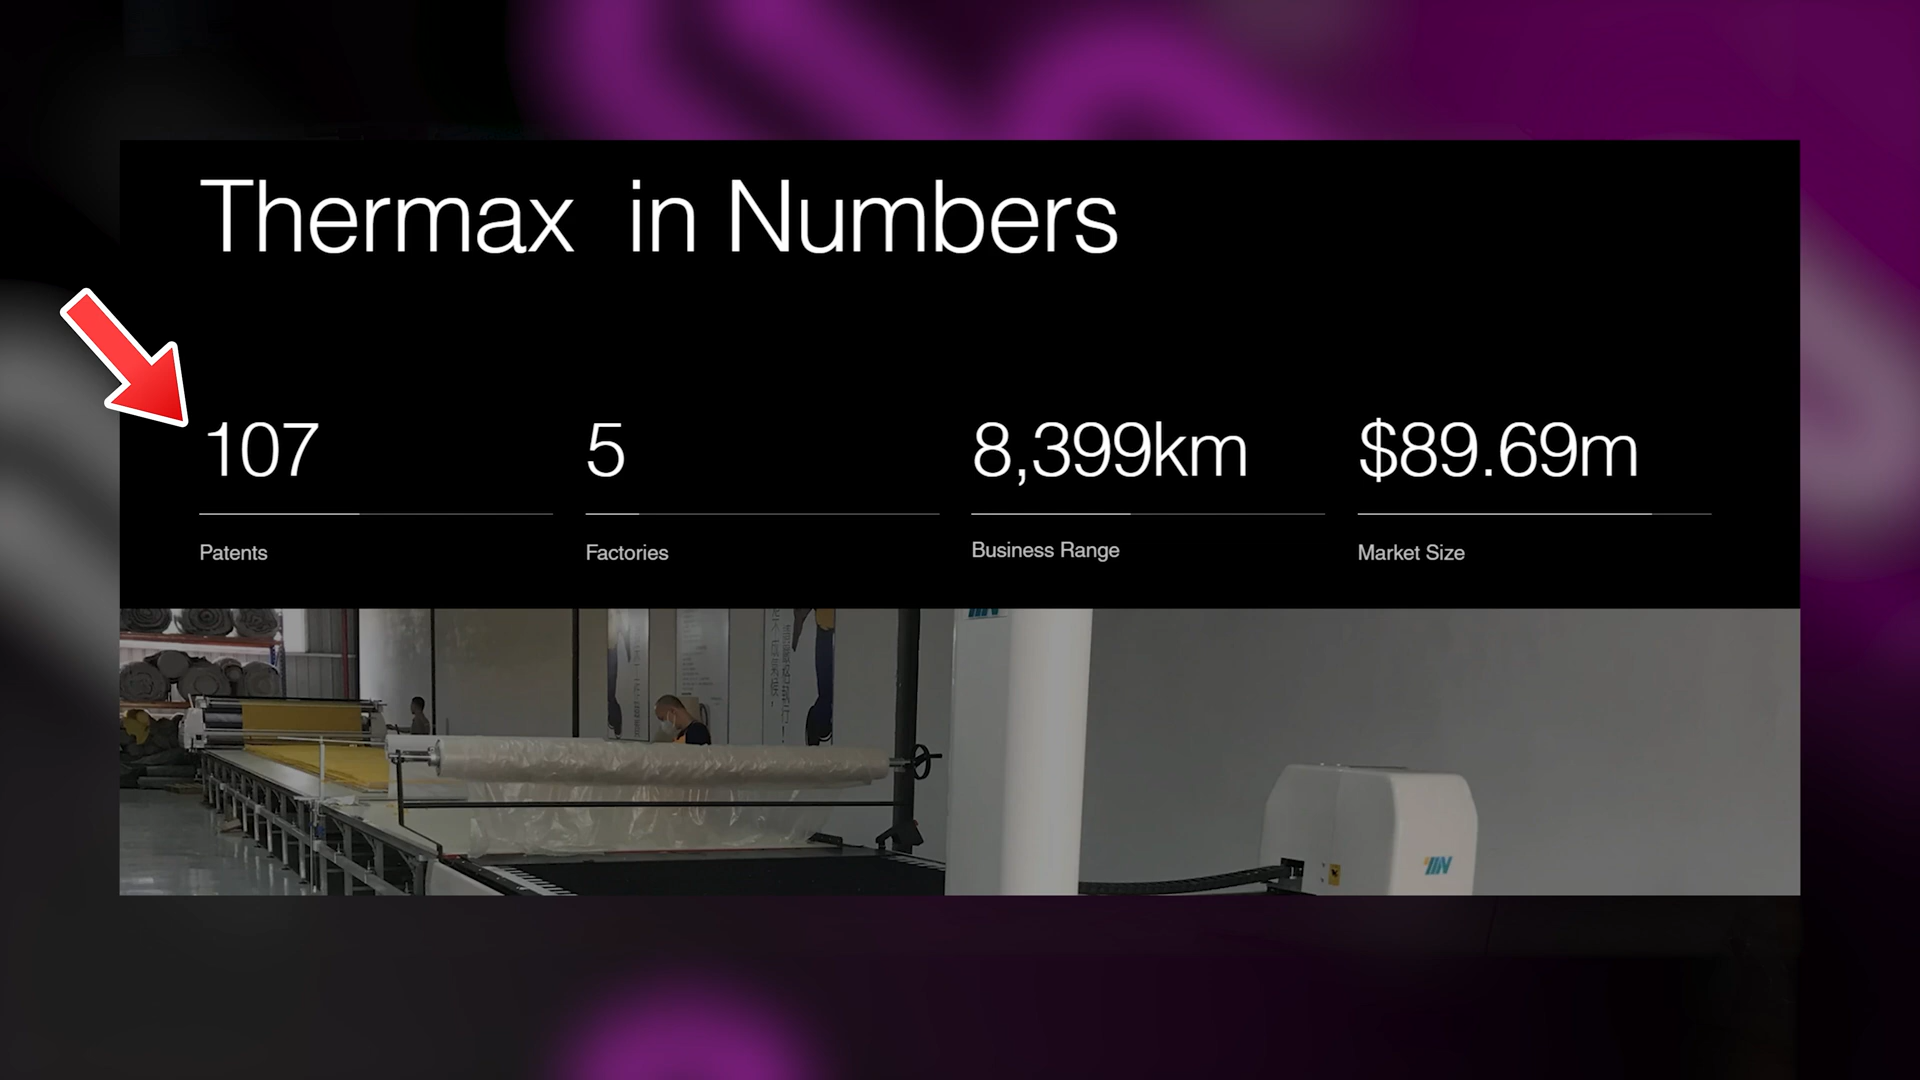 Thermax in Numbers
107
5
8,399km
$89.69m
Patents
Factories
Business Range
Market Size